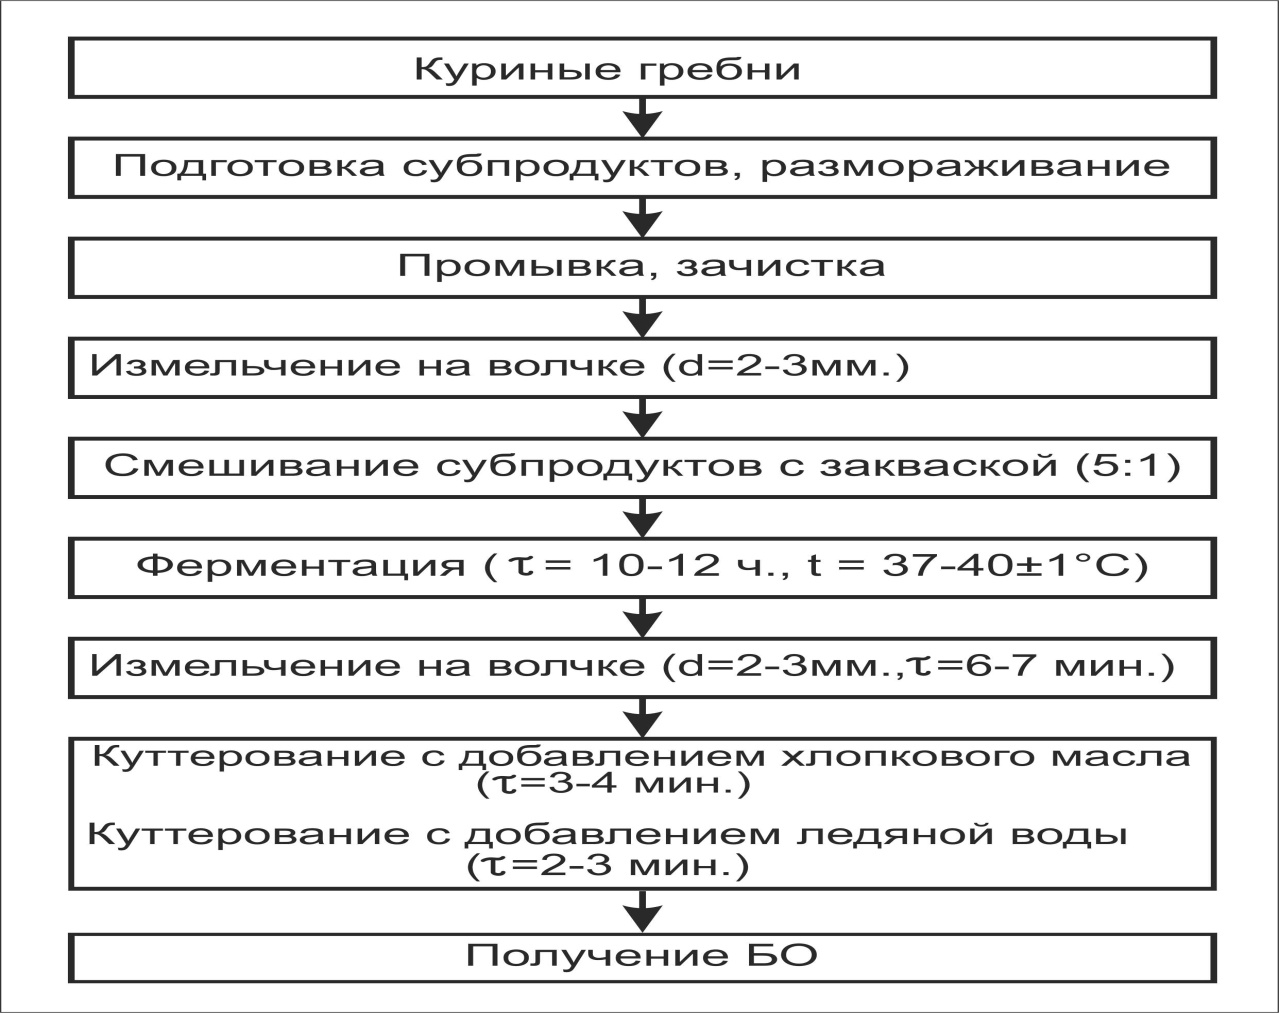 Куриные гребни
Подготовка субпродуктов, размораживание
Промывка, зачистка
Измельчение на волчке (d=2-3мм.)
Смешивание субпродуктов с закваской (5:1)
Ферментация (τ= 10-12 ч., t = 37-40±1°C)
Измельчение на волчке (d=2-3мм.,τ=6-7 мин.)
Куттерование с добавлением хлопкового масла
(τ=3-4 мин.)
Куттерование с добавлением ледяной воды
(τ=2-3 мин.)
Получение БО